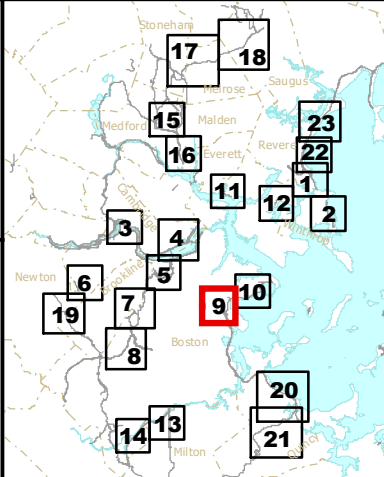 Stoneham
17
18
Melrose
Saugus
15
Medford
Malden
23
16
Everett
Revere
22
1
11
12
2
Cambridge
Winthrop
3
4
Newton
6
Brookline
5
10
19
7
9
Boston
8
20
14
13
21
Milton
Quincy